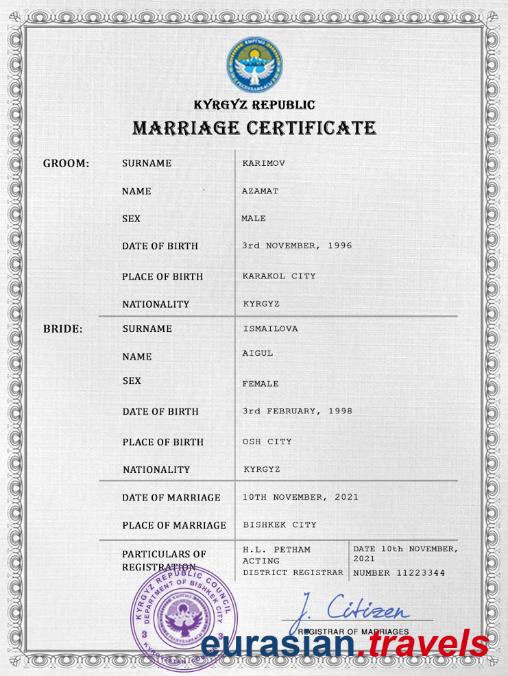 KYRGYZ REPUBLIC
MARRIAGE CERTIFICATE
GROOM: SURNAME KARIMOV
NAME AZAMAT
SEX MALE
DATE OF BIRTH 3rd NOVEMBER, 1996
PLACE OF BIRTH KARAKOL CITY
NATIONALITY KYRGYZ
BRIDE: SURNAME ISMAILOVA
NAME AIGUL
SEX FEMALE
DATE OF BIRTH 3rd FEBRUARY, 1998
PLACE OF BIRTH OSH CITY
NATIONALITY KYRGYZ
DATE OF MARRIAGE 10TH NOVEMBER, 2021
PLACE OF MARRIAGE BISHKEK CITY
PARTICULARS OF H.L. PETHAM DATE 10th NOVEMBER,
REGISTRATION ACTING 2021
DISTRICT REGISTRAR NUMBER 11223344
KYRGYZ REPUBLIC COUNCIL
DEPARTMENT OF BISHKEK CITY
3 3
J. Citizen
REGISTRAR OF MARRIAGES
eurasian.travels